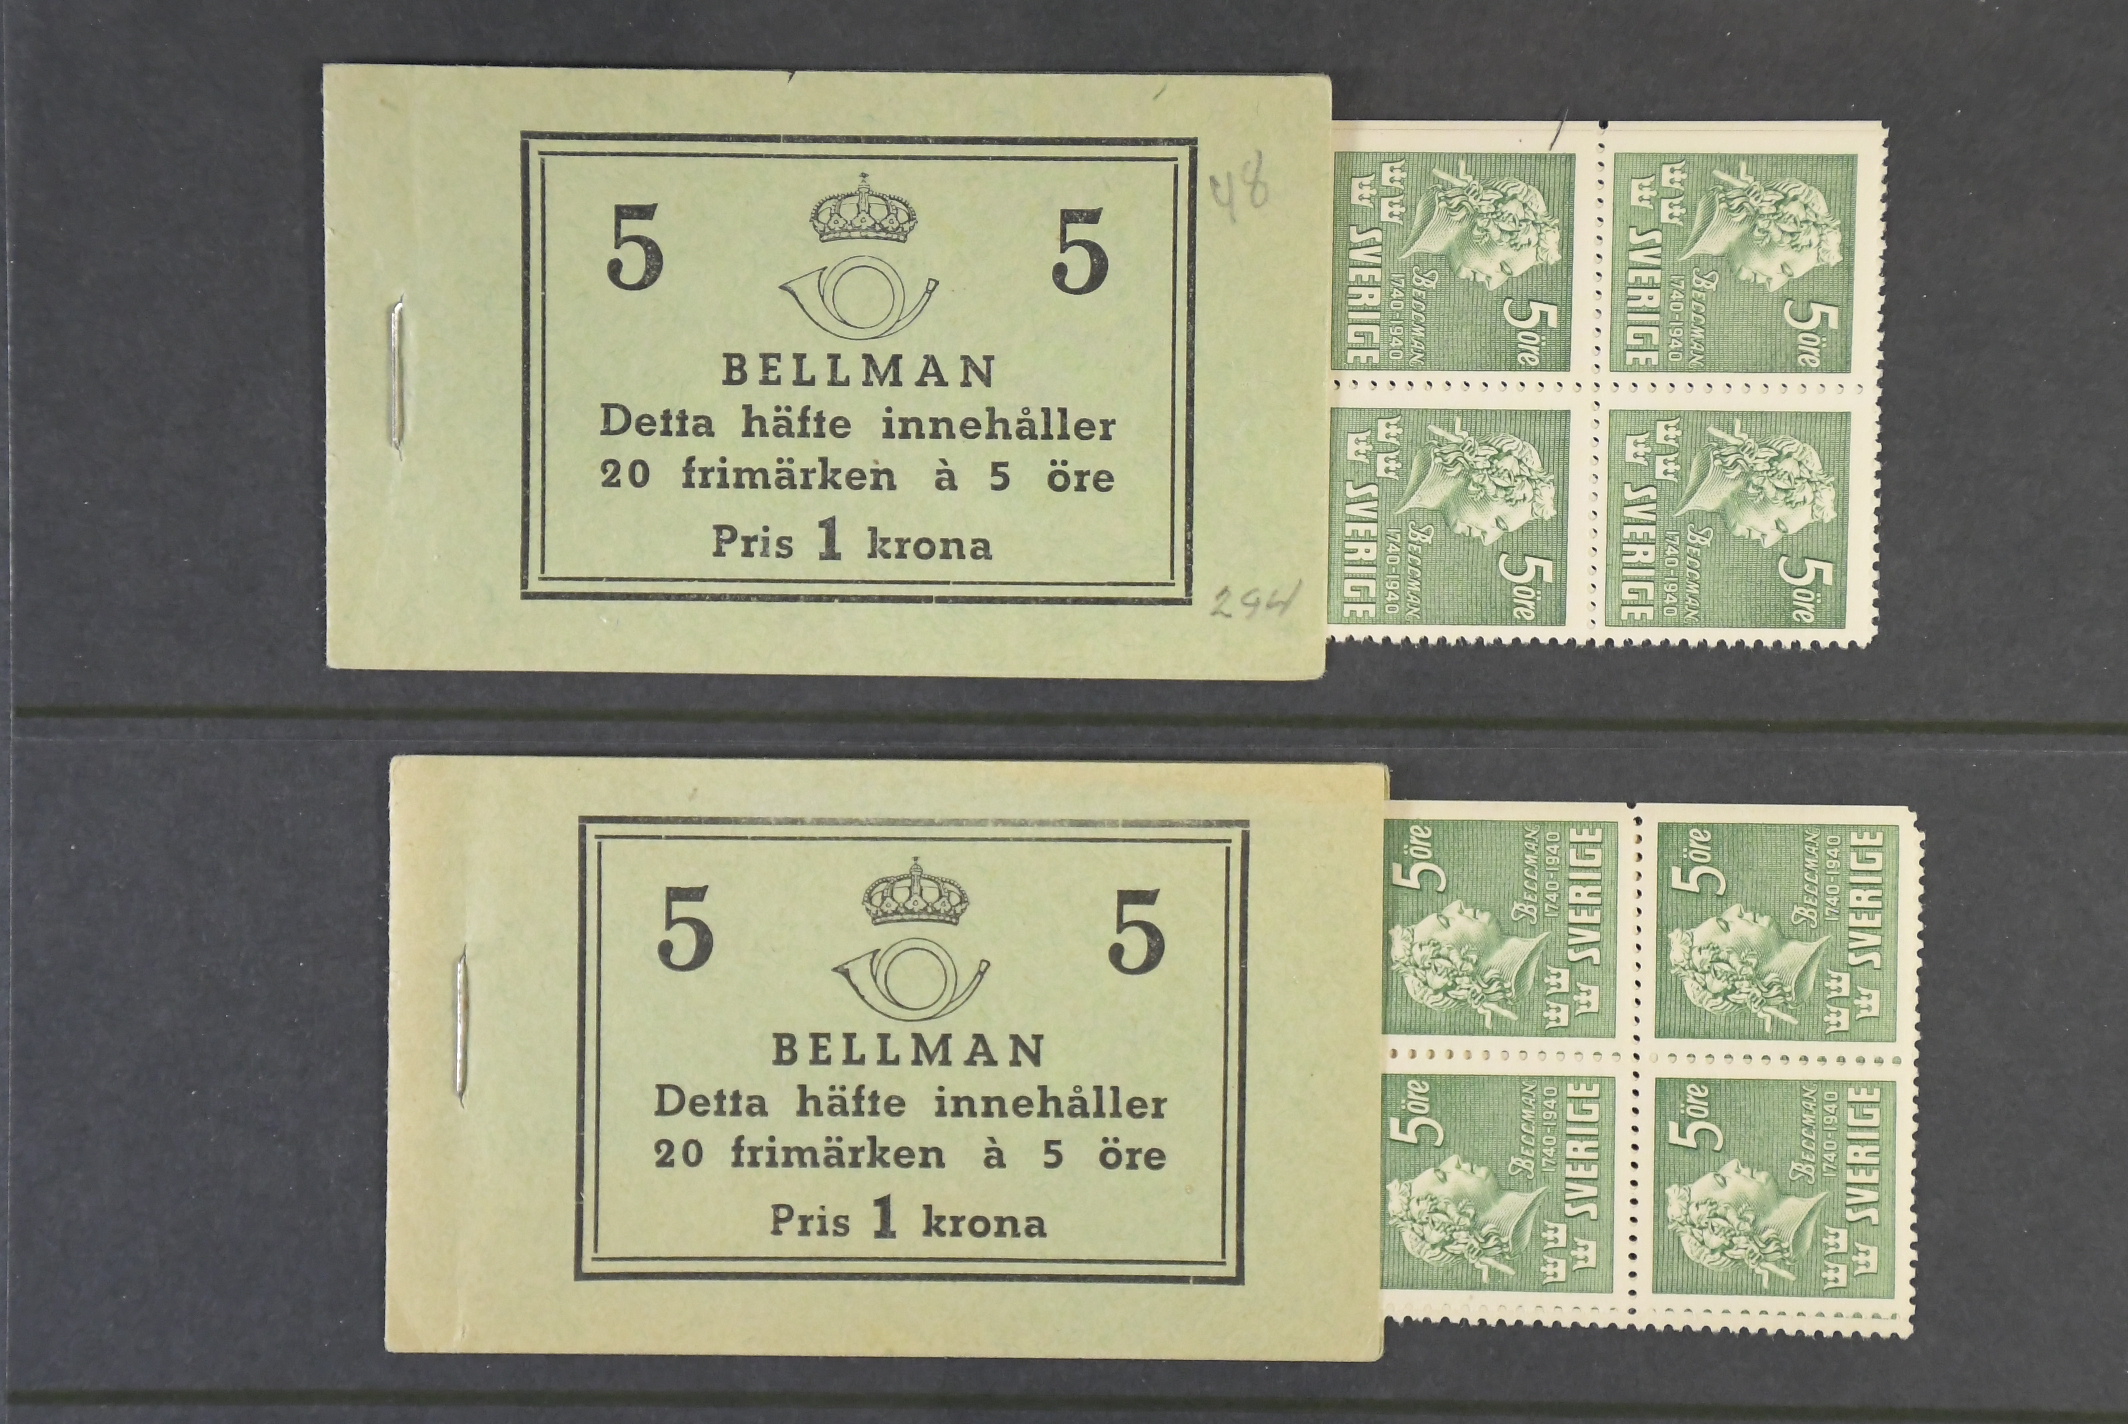 5 5
BELLMAN
Detta häfte innehåller
20 frimärken à 5 öre
Pris 1 krona
48
294
5 öre
BELLMAN
1740-1940
SVERIGE
5 öre
BELLMAN
1740-1940
SVERIGE
5 öre
BELLMAN
1740-1940
SVERIGE
5 öre
BELLMAN
1740-1940
SVERIGE
5 5
BELLMAN
Detta häfte innehåller
20 frimärken à 5 öre
Pris 1 krona
5 öre
BELLMAN
1740-1940
SVERIGE
5 öre
BELLMAN
1740-1940
SVERIGE
5 öre
BELLMAN
1740-1940
SVERIGE
5 öre
BELLMAN
1740-1940
SVERIGE